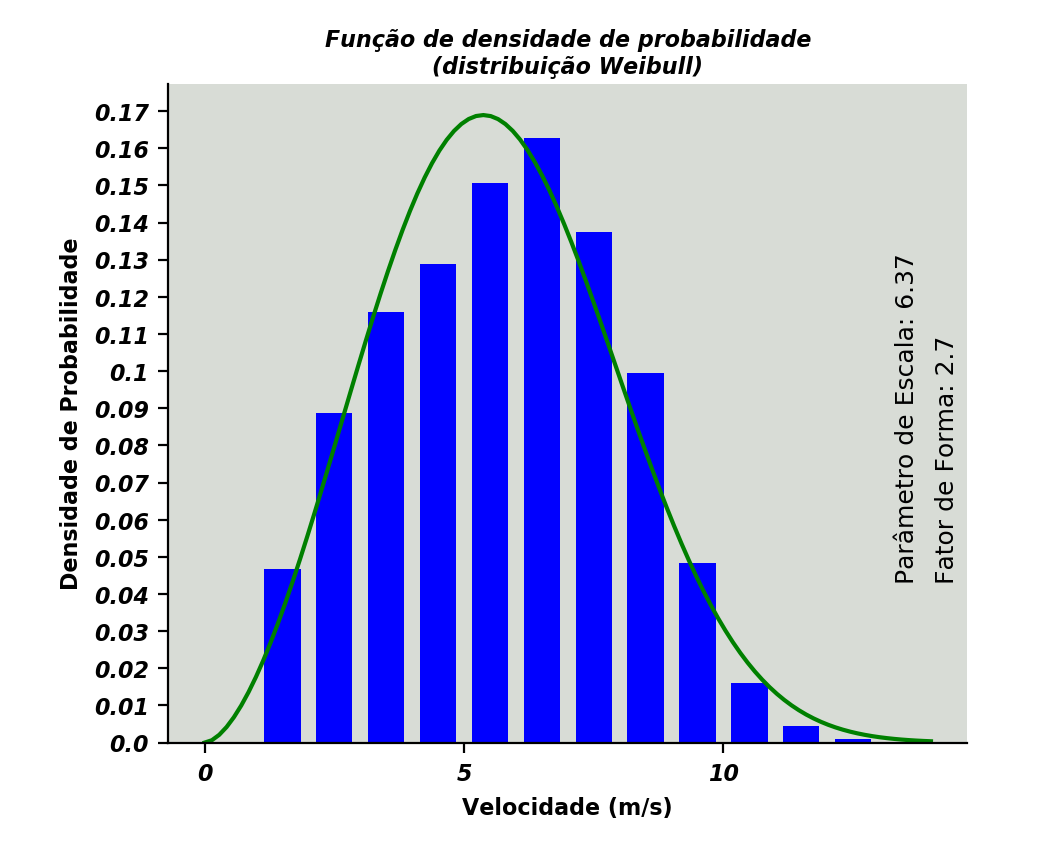 Função de densidade de probabilidade
(distribuição Weibull)
0.17
0.16
0.15
0.14
0.13
0.12
0.11
0.1
0.09
0.08
0.07
0.06
0.05
0.04
0.03
0.02
0.01
0.0
Densidade de Probabilidade
Parâmetro de Escala: 6.37
Fator de Forma: 2.7
0 5 10
Velocidade (m/s)